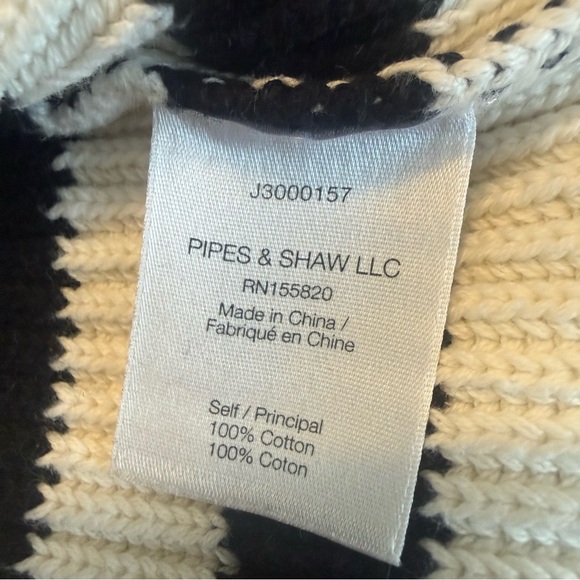 J3000157
PIPES & SHAW LLC
RN155820
Made in China /
Fabriqué en Chine
Self / Principal
100% Cotton
100% Coton